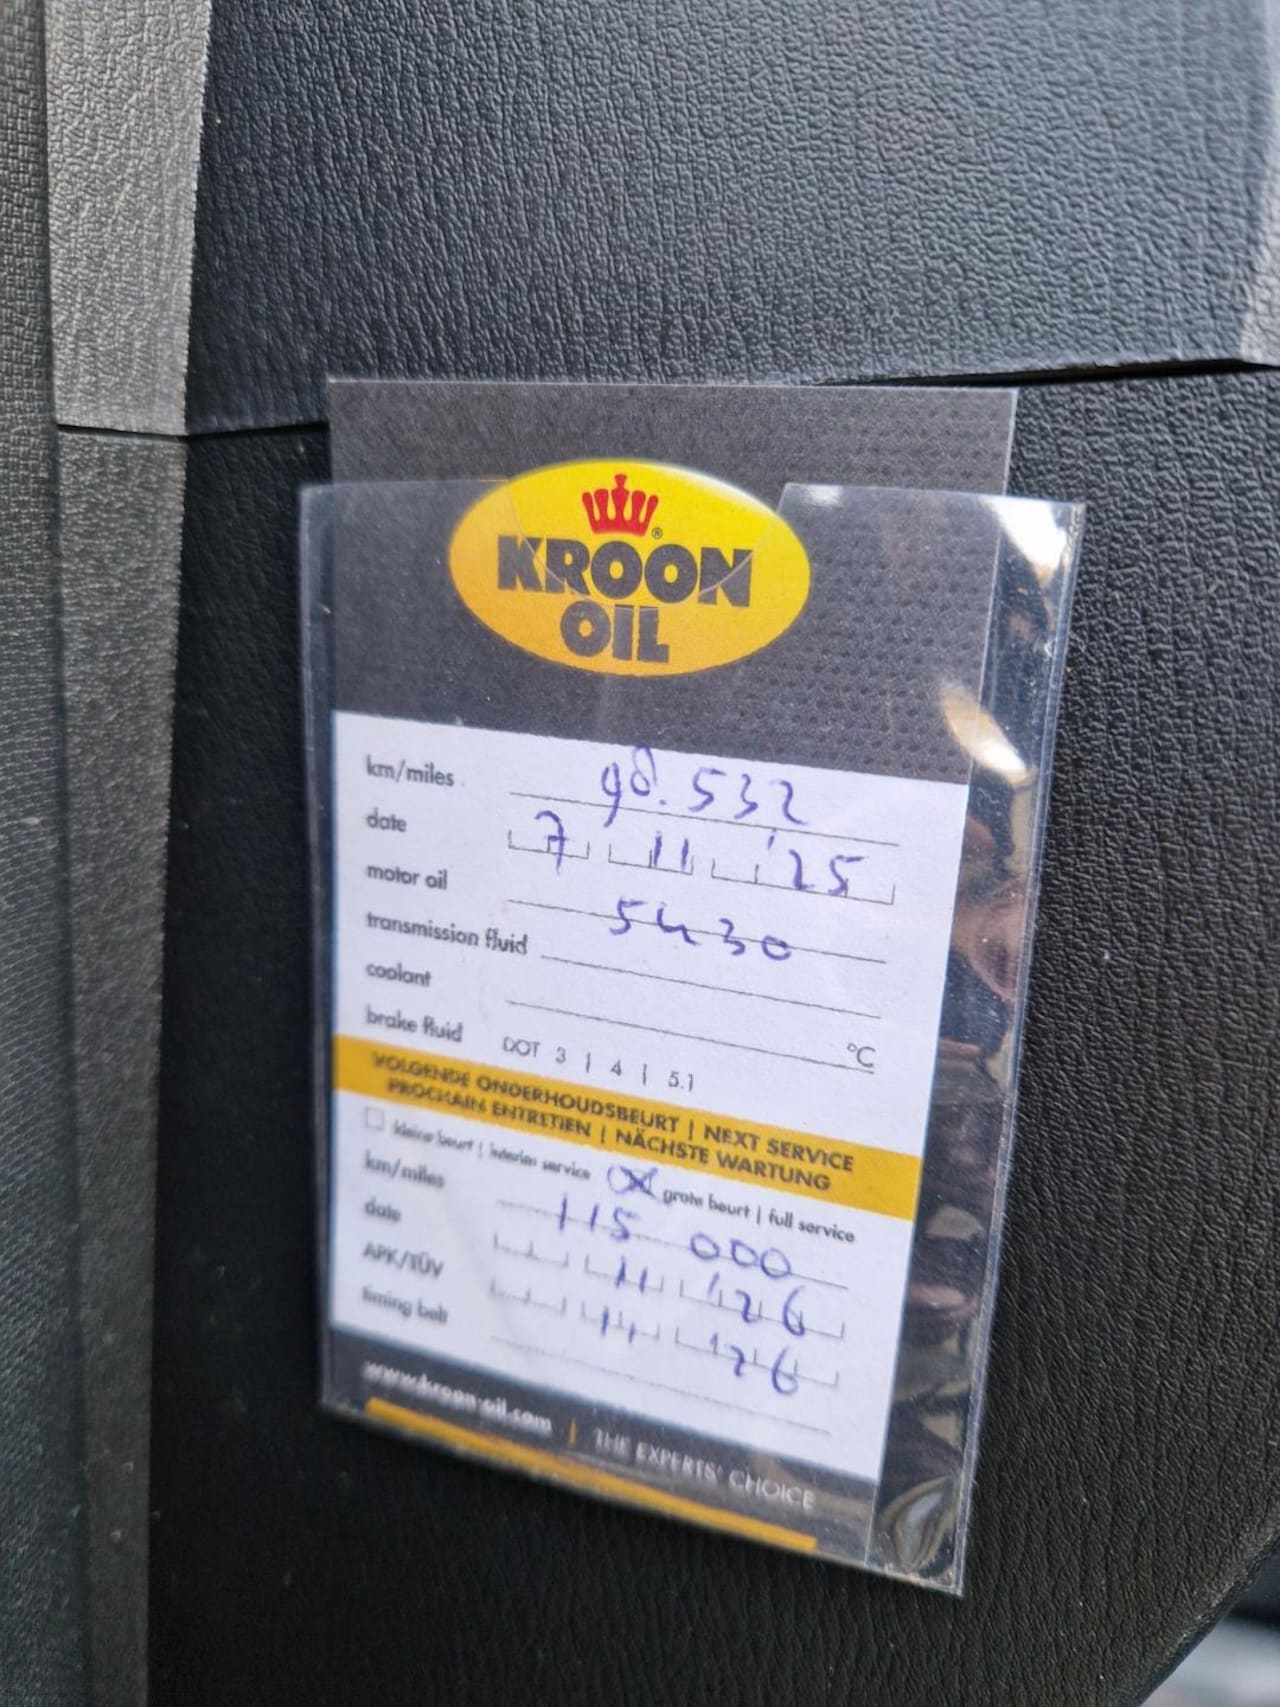 KROON
®
OIL
km/miles 98.532
date 7 11 '25
motor oil 5w30
transmission fluid
coolant °C
brake fluid DOT 3 | 4 | 5.1
VOLGENDE ONDERHOUDSBEURT | NEXT SERVICE
PROCHAIN ENTRETIEN | NÄCHSTE WARTUNG
kleine beurt | interim service X grote beurt | full service
km/miles 115 000
date 11 '26
APK/TÜV 11 '26
timing belt
www.kroon-oil.com | THE EXPERTS' CHOICE